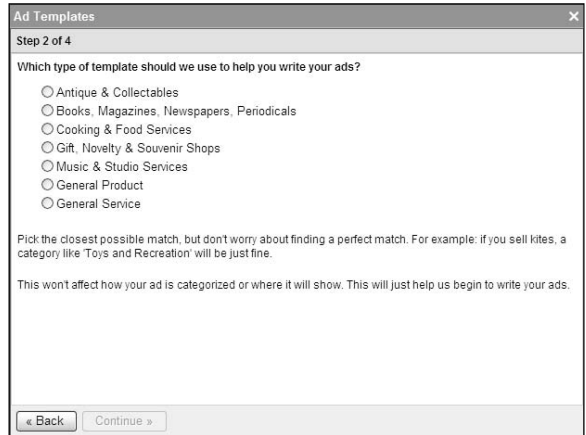 Ad Templates
Step 2 of 4
Which type of template should we use to help you write your ads?
Antique & Collectables
Books, Magazines, Newspapers, Periodicals
Cooking & Food Services
Gift, Novelty & Souvenir Shops
Music & Studio Services
General Product
General Service
Pick the closest possible match, but don't worry about finding a perfect match. For example: if you sell kites, a
category like 'Toys and Recreation' will be just fine.
This won't affect how your ad is categorized or where it will show. This will just help us begin to write your ads.
« Back
Continue »